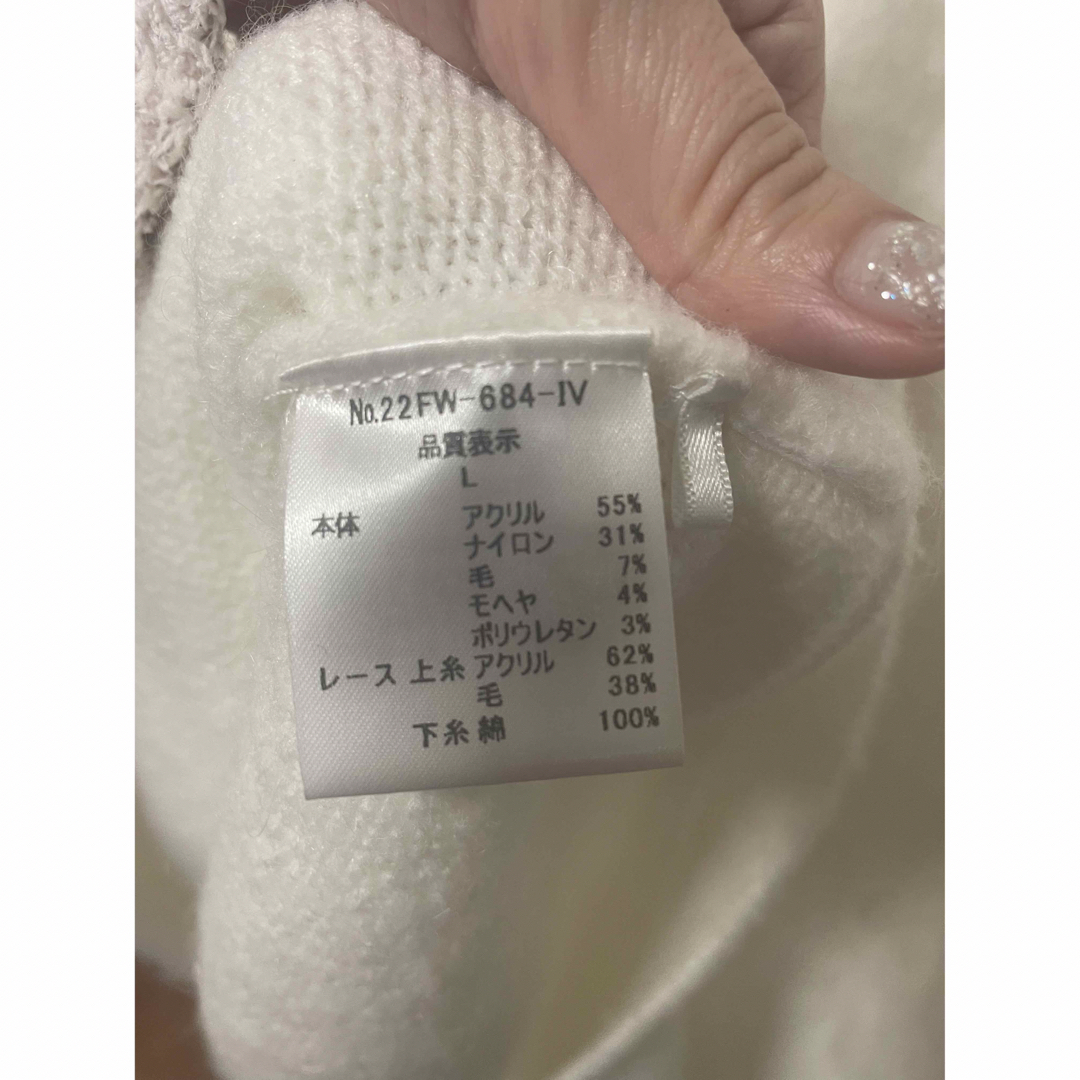 No.22FW-684-IV
品質表示
L
本体 アクリル 55%
ナイロン 31%
毛 7%
モヘヤ 4%
ポリウレタン 3%
レース 上糸 アクリル 62%
毛 38%
下糸 綿 100%